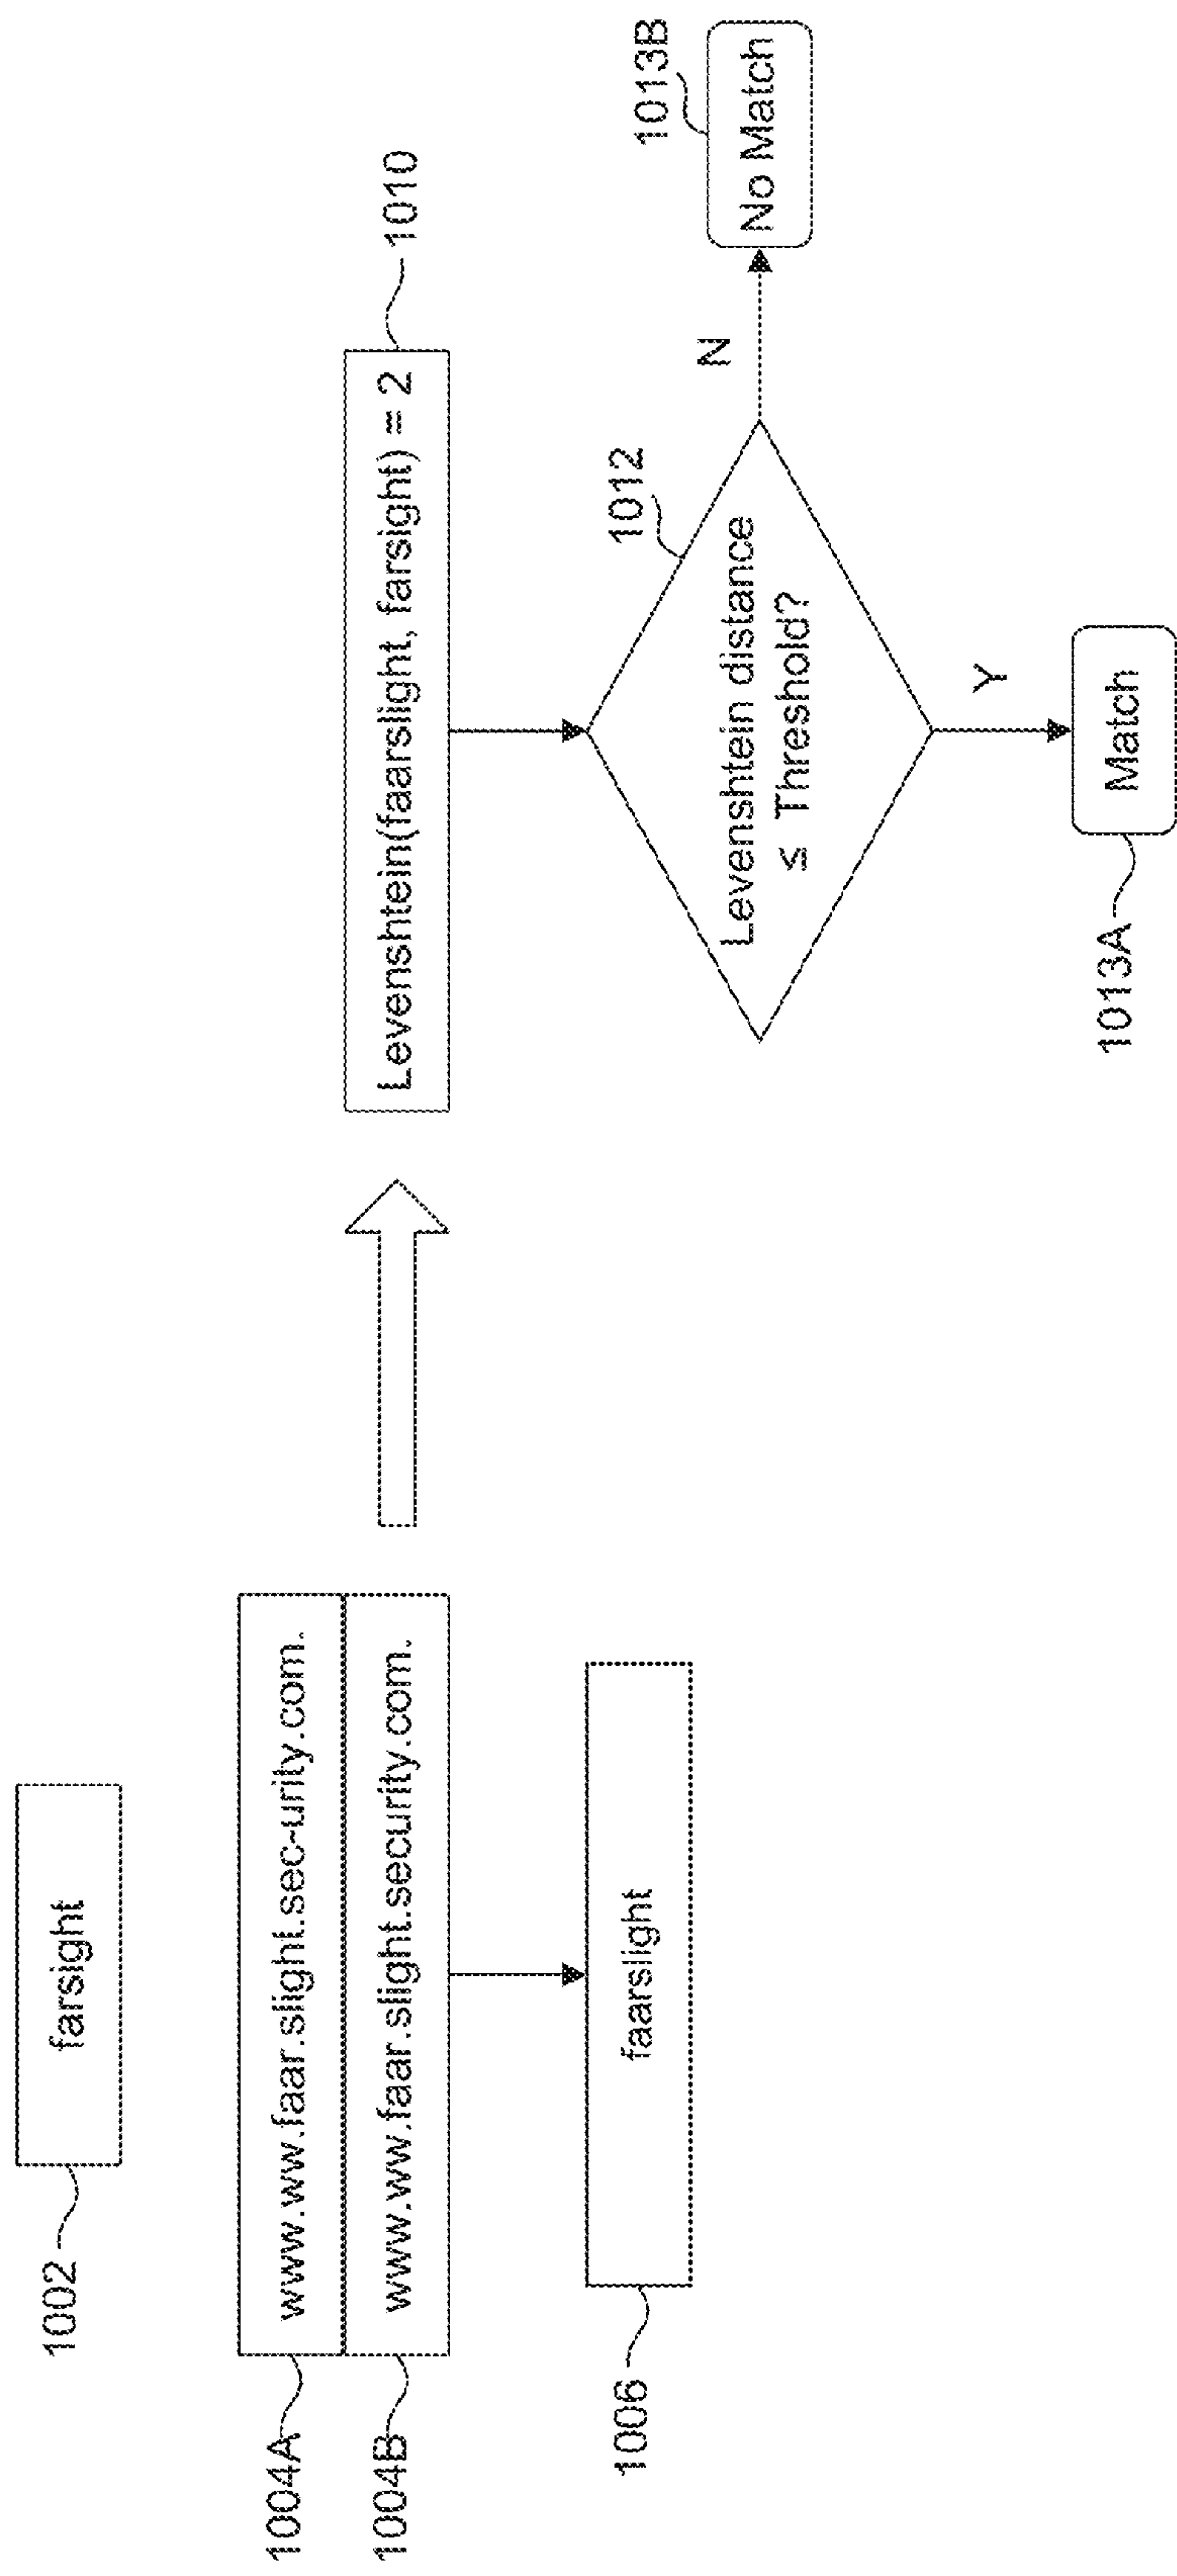 1002
farsight
1004A
www.ww.faar.slight.sec-urity.com.
1004B
www.ww.faar.slight.security.com.
1006
faarslight
Levenshtein(faarslight, farsight) = 2
1010
1012
Levenshtein distance
≤ Threshold?
N
No Match
1013B
Y
Match
1013A